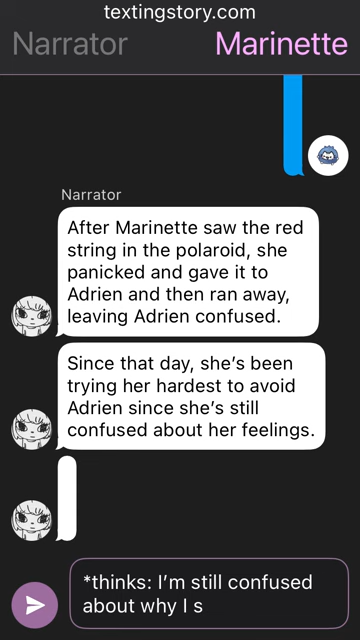 textingstory.com
Narrator
Marinette
Narrator
After Marinette saw the red
string in the polaroid, she
panicked and gave it to
Adrien and then ran away,
leaving Adrien confused.
Since that day, she’s been
trying her hardest to avoid
Adrien since she’s still
confused about her feelings.
*thinks: I’m still confused
about why I s